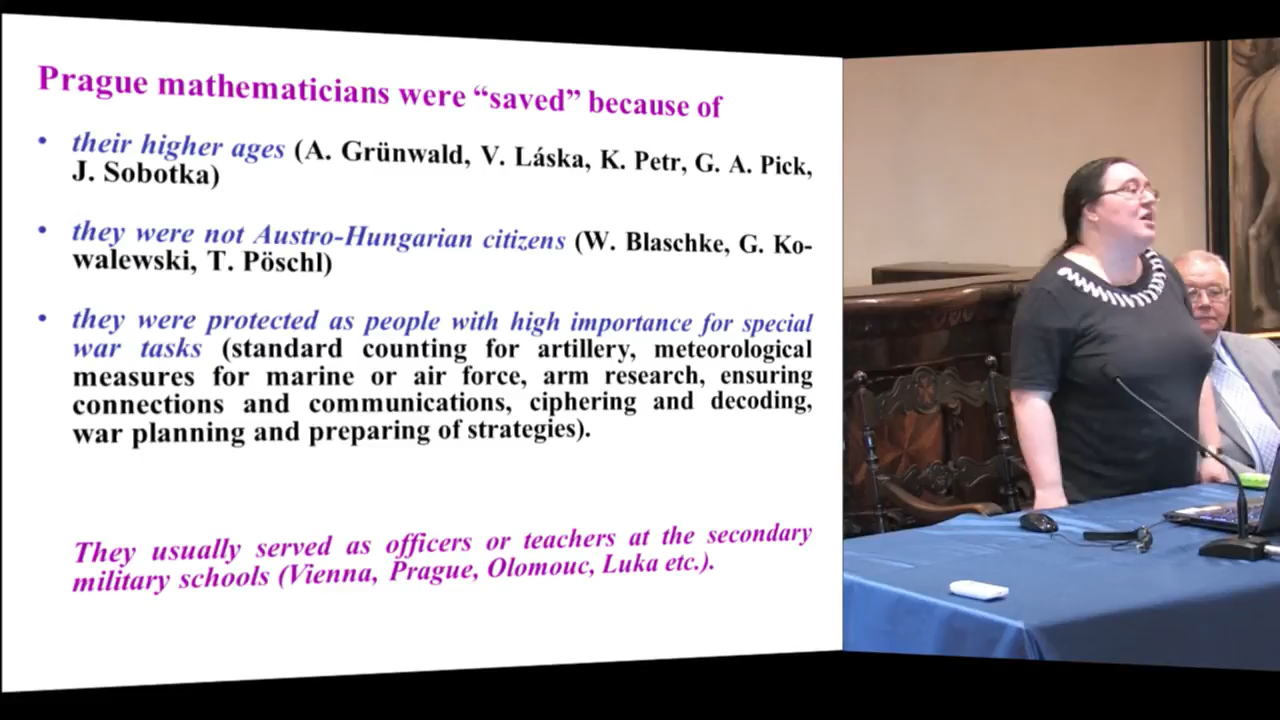 Prague mathematicians were “saved” because of
• their higher ages (A. Grünwald, V. Láska, K. Petr, G. A. Pick,
J. Sobotka)
• they were not Austro-Hungarian citizens (W. Blaschke, G. Ko-
walewski, T. Pöschl)
• they were protected as people with high importance for special
war tasks (standard counting for artillery, meteorological
measures for marine or air force, arm research, ensuring
connections and communications, ciphering and decoding,
war planning and preparing of strategies).
They usually served as officers or teachers at the secondary
military schools (Vienna, Prague, Olomouc, Luka etc.).